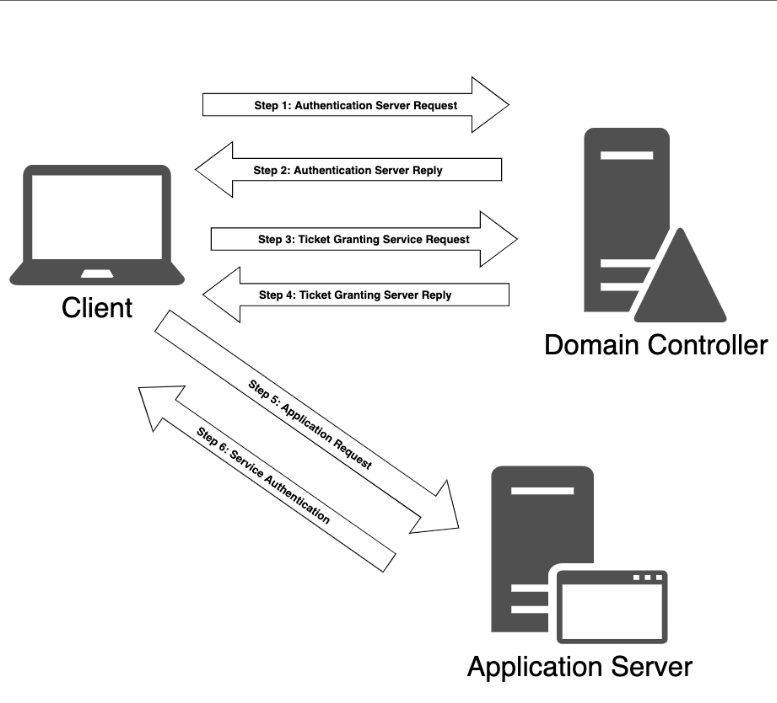 Step 1: Authentication Server Request
Step 2: Authentication Server Reply
Step 3: Ticket Granting Service Request
Step 4: Ticket Granting Server Reply
Client
Domain Controller
Step 5: Application Request
Step 6: Service Authentication
Application Server